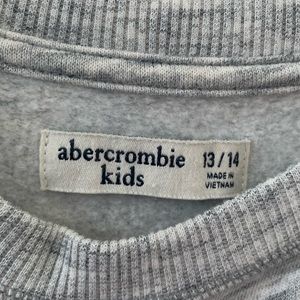 abercrombie
kids
13/14
MADE IN
VIETNAM